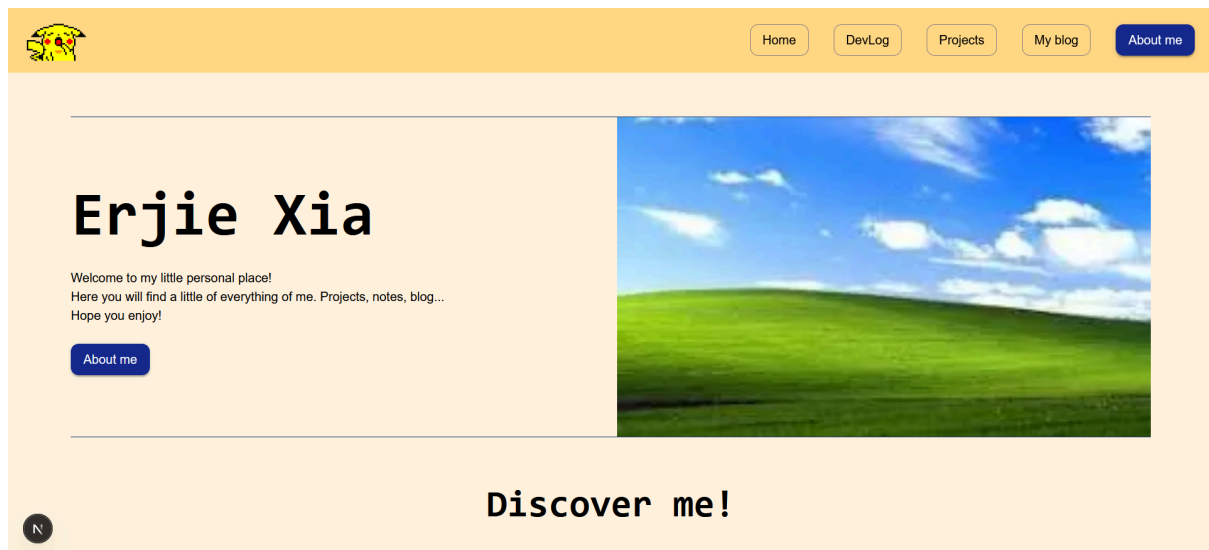 Home
DevLog
Projects
My blog
About me
Erjie Xia
Welcome to my little personal place!
Here you will find a little of everything of me. Projects, notes, blog...
Hope you enjoy!
About me
Discover me!
N